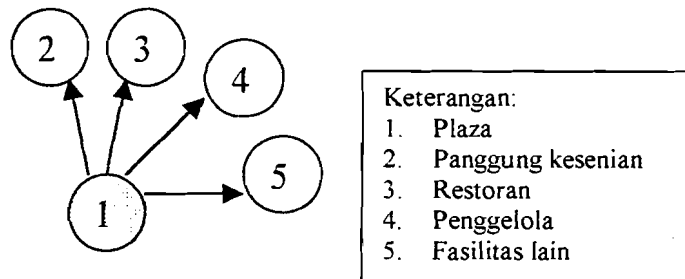 2
3
4
5
1
Keterangan:
1. Plaza
2. Panggung kesenian
3. Restoran
4. Penggelola
5. Fasilitas lain